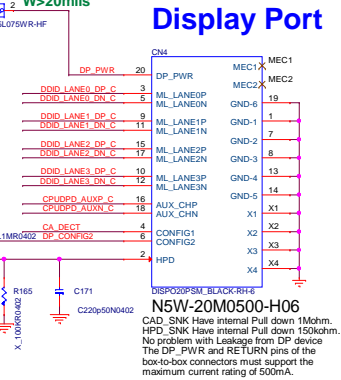 2
W>20mils
5L075WR-HF
Display Port
CN4
DP_PWR 20 DP_PWR MEC1 MEC1
MEC2 MEC2
DDID_LANE0_DP_C 3 ML_LANE0P GND-6 19
DDID_LANE0_DN_C 5 ML_LANE0N
DDID_LANE1_DP_C 9 ML_LANE1P GND-1 1
DDID_LANE1_DN_C 11 ML_LANE1N GND-2 7
DDID_LANE2_DP_C 15 ML_LANE2P
DDID_LANE2_DN_C 17 ML_LANE2N GND-3 8
DDID_LANE3_DP_C 10 ML_LANE3P GND-4 13
DDID_LANE3_DN_C 12 ML_LANE3N GND-5 14
CPUDPD_AUXP_C 16 AUX_CHP X1 X1
CPUDPD_AUXN_C 18 AUX_CHN X2 X2
CA_DECT 4 CONFIG1 X3 X3
1MR0402 DP_CONFIG2 6 CONFIG2
2 HPD X4 X4
DISPO20PSM_BLACK-RH-6
R165
X_100KR0402
C171
C220p50N0402
N5W-20M0500-H06
CAD_SNK Have internal Pull down 1Mohm.
HPD_SNK Have internal Pull down 150kohm.
No problem with Leakage from DP device
The DP_PWR and RETURN pins of the
box-to-box connectors must support the
maximum current rating of 500mA.